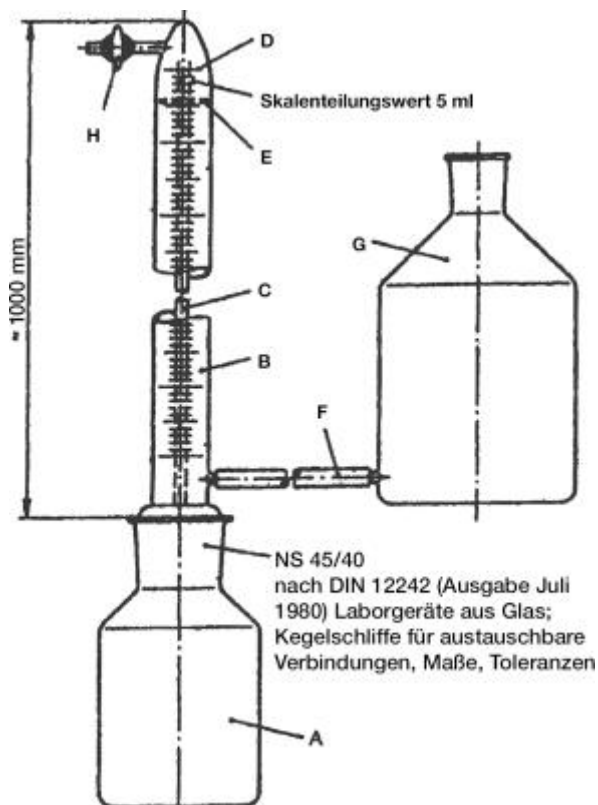 D
Skalenteilungswert 5 ml
H
E
G
≈ 1000 mm
C
B
F
NS 45/40
nach DIN 12242 (Ausgabe Juli
1980) Laborgeräte aus Glas;
Kegelschliffe für austauschbare
Verbindungen, Maße, Toleranzen
A